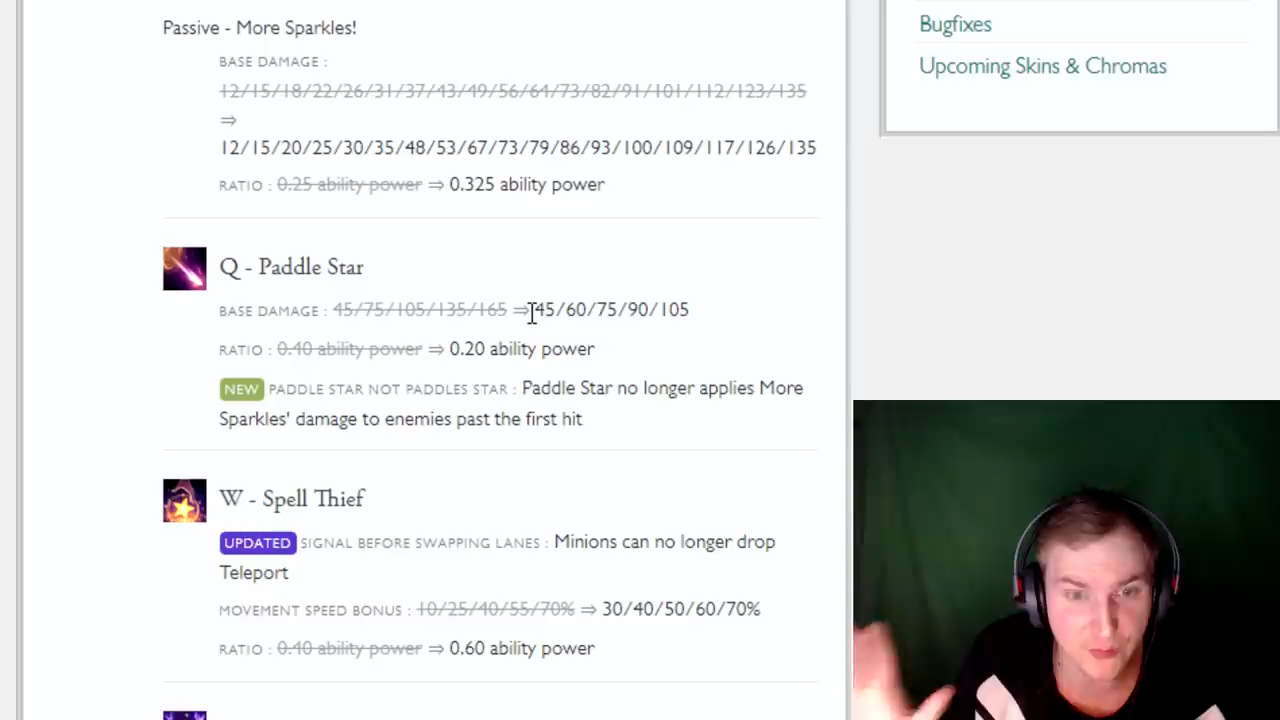 Passive - More Sparkles!
BASE DAMAGE :
12/15/18/22/26/31/37/43/49/56/64/73/82/91/101/112/123/135
⇒
12/15/20/25/30/35/48/53/67/73/79/86/93/100/109/117/126/135
RATIO : 0.25 ability power ⇒ 0.325 ability power
Q - Paddle Star
BASE DAMAGE : 45/75/105/135/165 ⇒ 45/60/75/90/105
RATIO : 0.40 ability power ⇒ 0.20 ability power
NEW PADDLE STAR NOT PADDLES STAR : Paddle Star no longer applies More
Sparkles' damage to enemies past the first hit
W - Spell Thief
UPDATED SIGNAL BEFORE SWAPPING LANES : Minions can no longer drop
Teleport
MOVEMENT SPEED BONUS : 10/25/40/55/70% ⇒ 30/40/50/60/70%
RATIO : 0.40 ability power ⇒ 0.60 ability power
Bugfixes
Upcoming Skins & Chromas